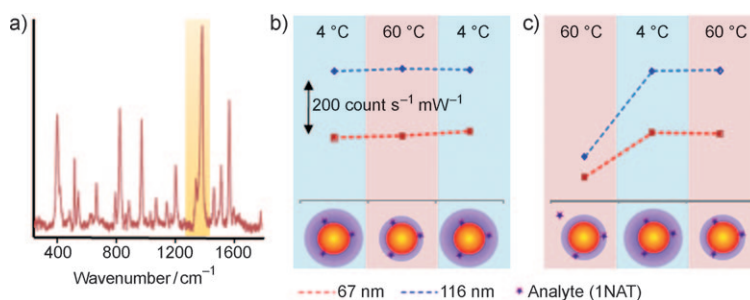 a)
400 800 1200 1600
Wavenumber / cm⁻¹
b)
4 °C 60 °C 4 °C
200 count s⁻¹ mW⁻¹
c)
60 °C 4 °C 60 °C
67 nm 116 nm Analyte (1NAT)